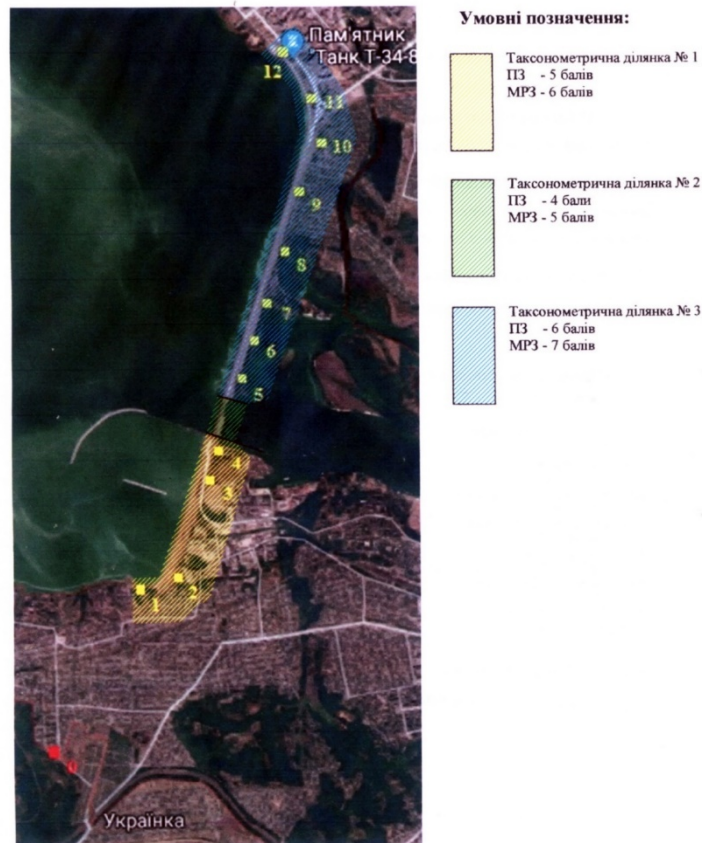 Умовні позначення:
Таксонометрична ділянка № 1
ПЗ - 5 балів
МРЗ - 6 балів
Таксонометрична ділянка № 2
ПЗ - 4 бали
МРЗ - 5 балів
Таксонометрична ділянка № 3
ПЗ - 6 балів
МРЗ - 7 балів
Пам'ятник
Танк Т-34-8
12
11
10
9
8
7
6
5
4
3
2
1
0
Українка